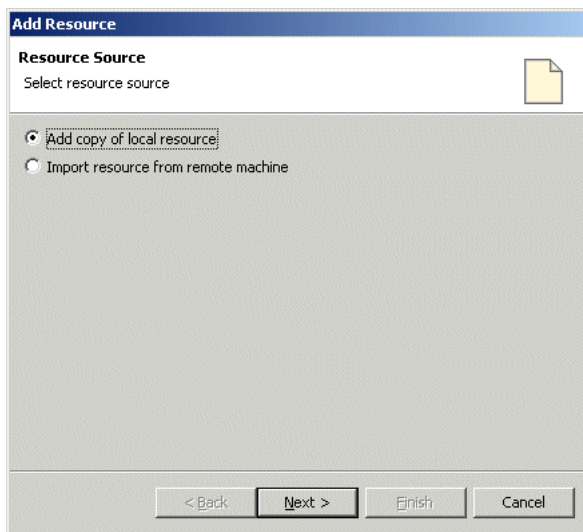 Add Resource
Resource Source
Select resource source
Add copy of local resource
Import resource from remote machine
< Back Next > Finish Cancel